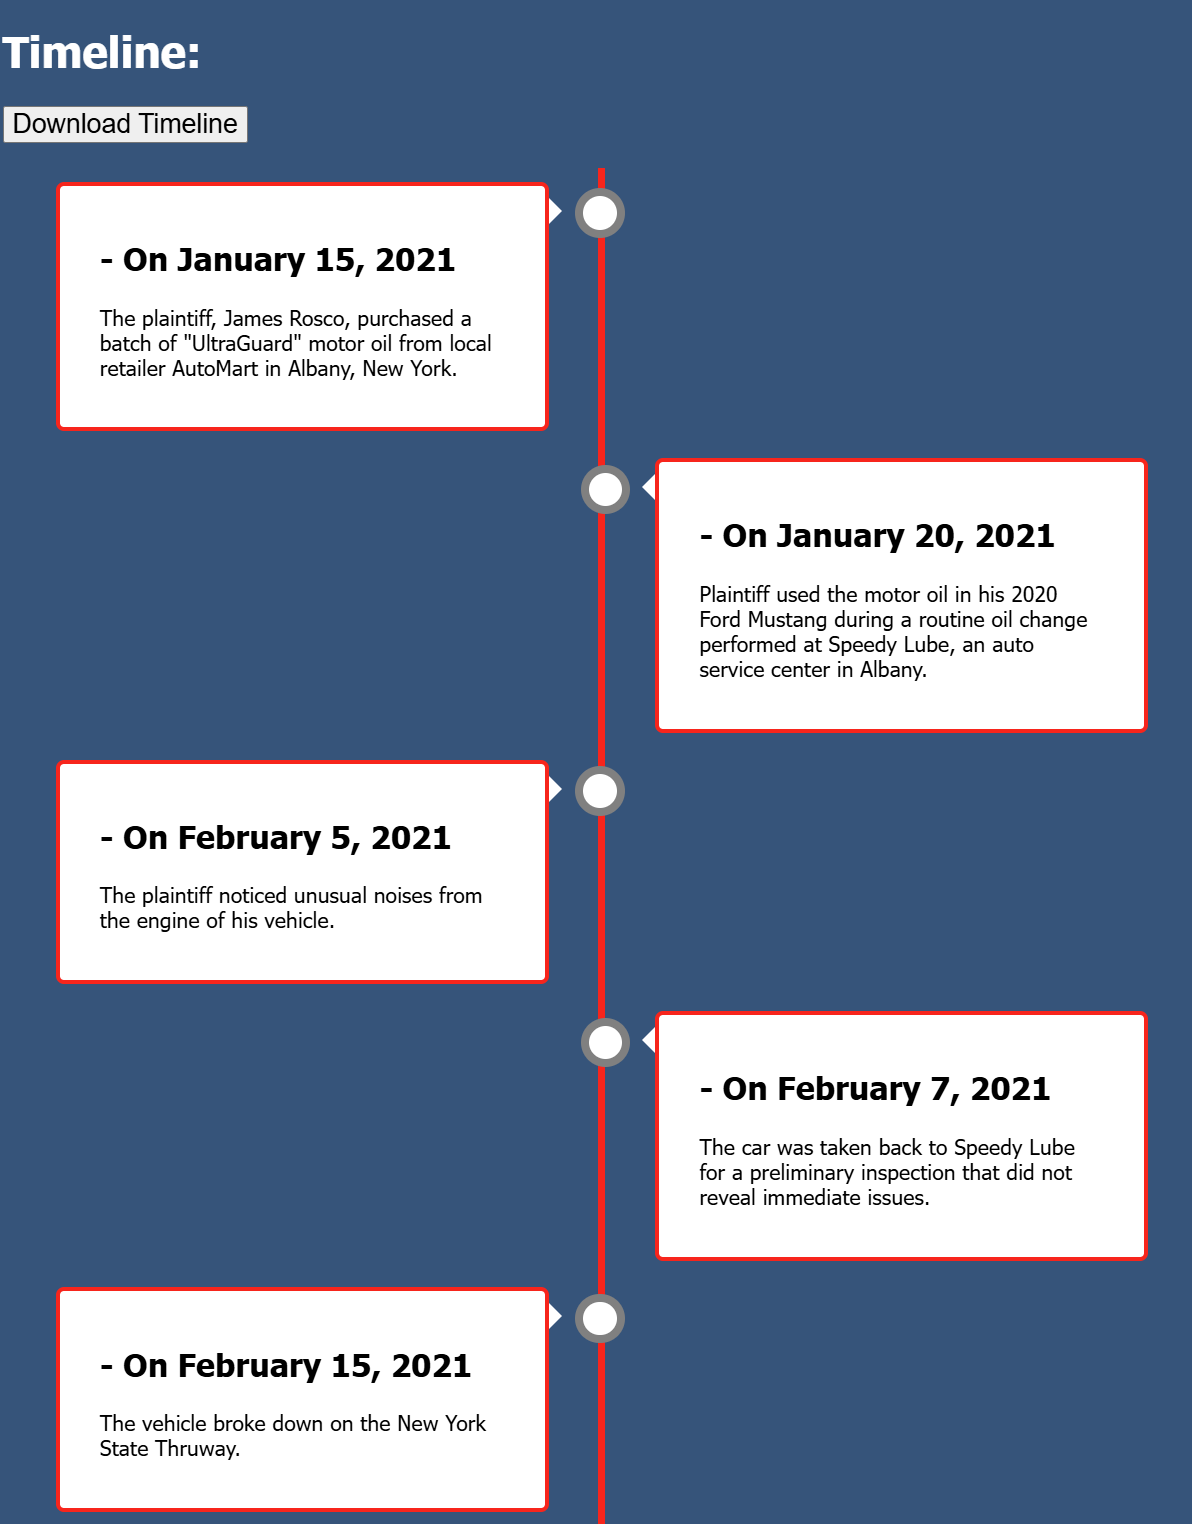 Timeline:
Download Timeline
- On January 15, 2021
The plaintiff, James Rosco, purchased a
batch of "UltraGuard" motor oil from local
retailer AutoMart in Albany, New York.
- On January 20, 2021
Plaintiff used the motor oil in his 2020
Ford Mustang during a routine oil change
performed at Speedy Lube, an auto
service center in Albany.
- On February 5, 2021
The plaintiff noticed unusual noises from
the engine of his vehicle.
- On February 7, 2021
The car was taken back to Speedy Lube
for a preliminary inspection that did not
reveal immediate issues.
- On February 15, 2021
The vehicle broke down on the New York
State Thruway.